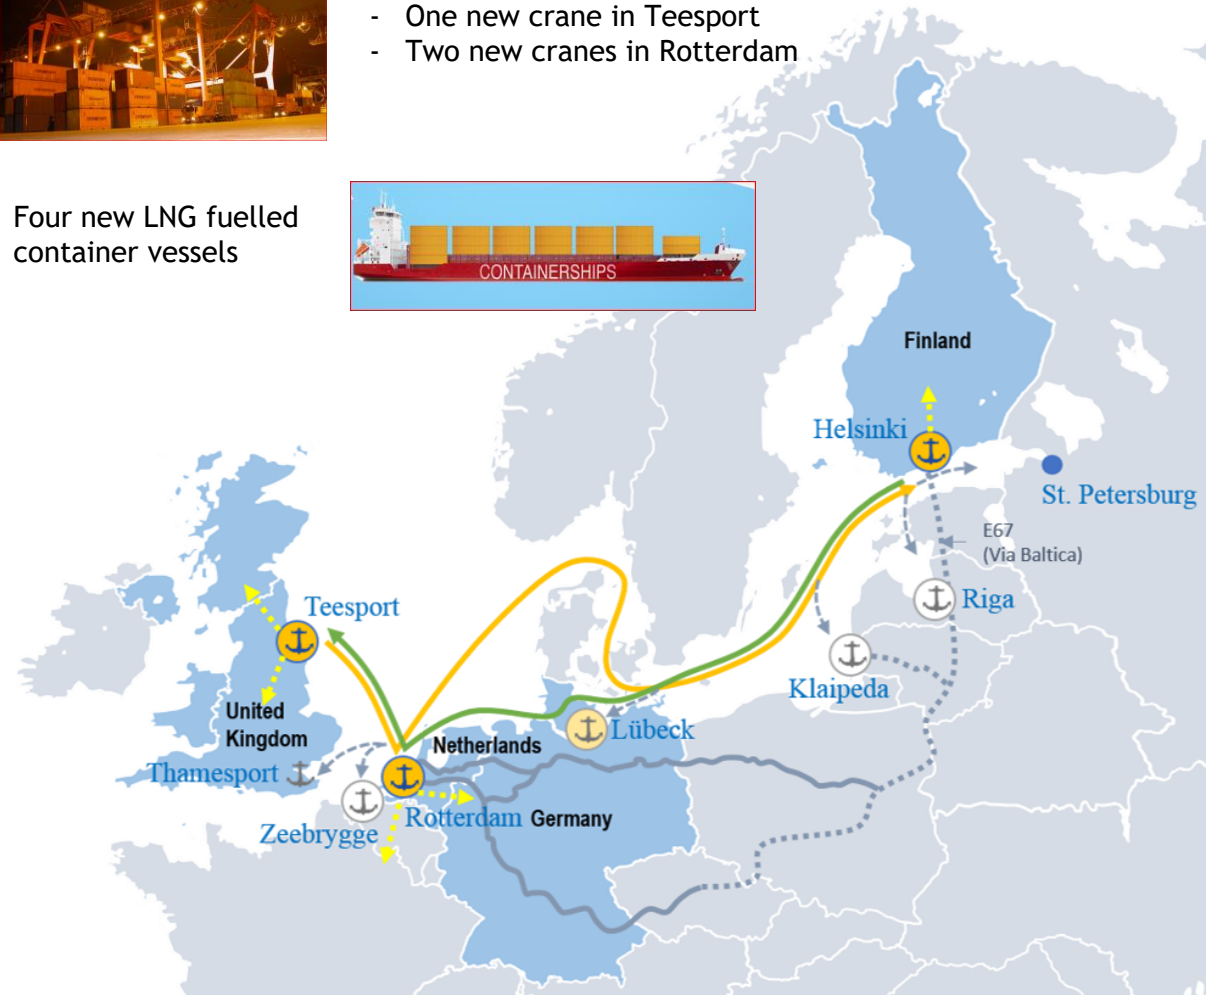 - One new crane in Teesport
- Two new cranes in Rotterdam
Four new LNG fuelled
container vessels
CONTAINERSHIPS
Finland
Helsinki
St. Petersburg
E67
(Via Baltica)
Riga
Teesport
Klaipeda
United
Kingdom
Lübeck
Netherlands
Thamesport
Rotterdam
Germany
Zeebrygge